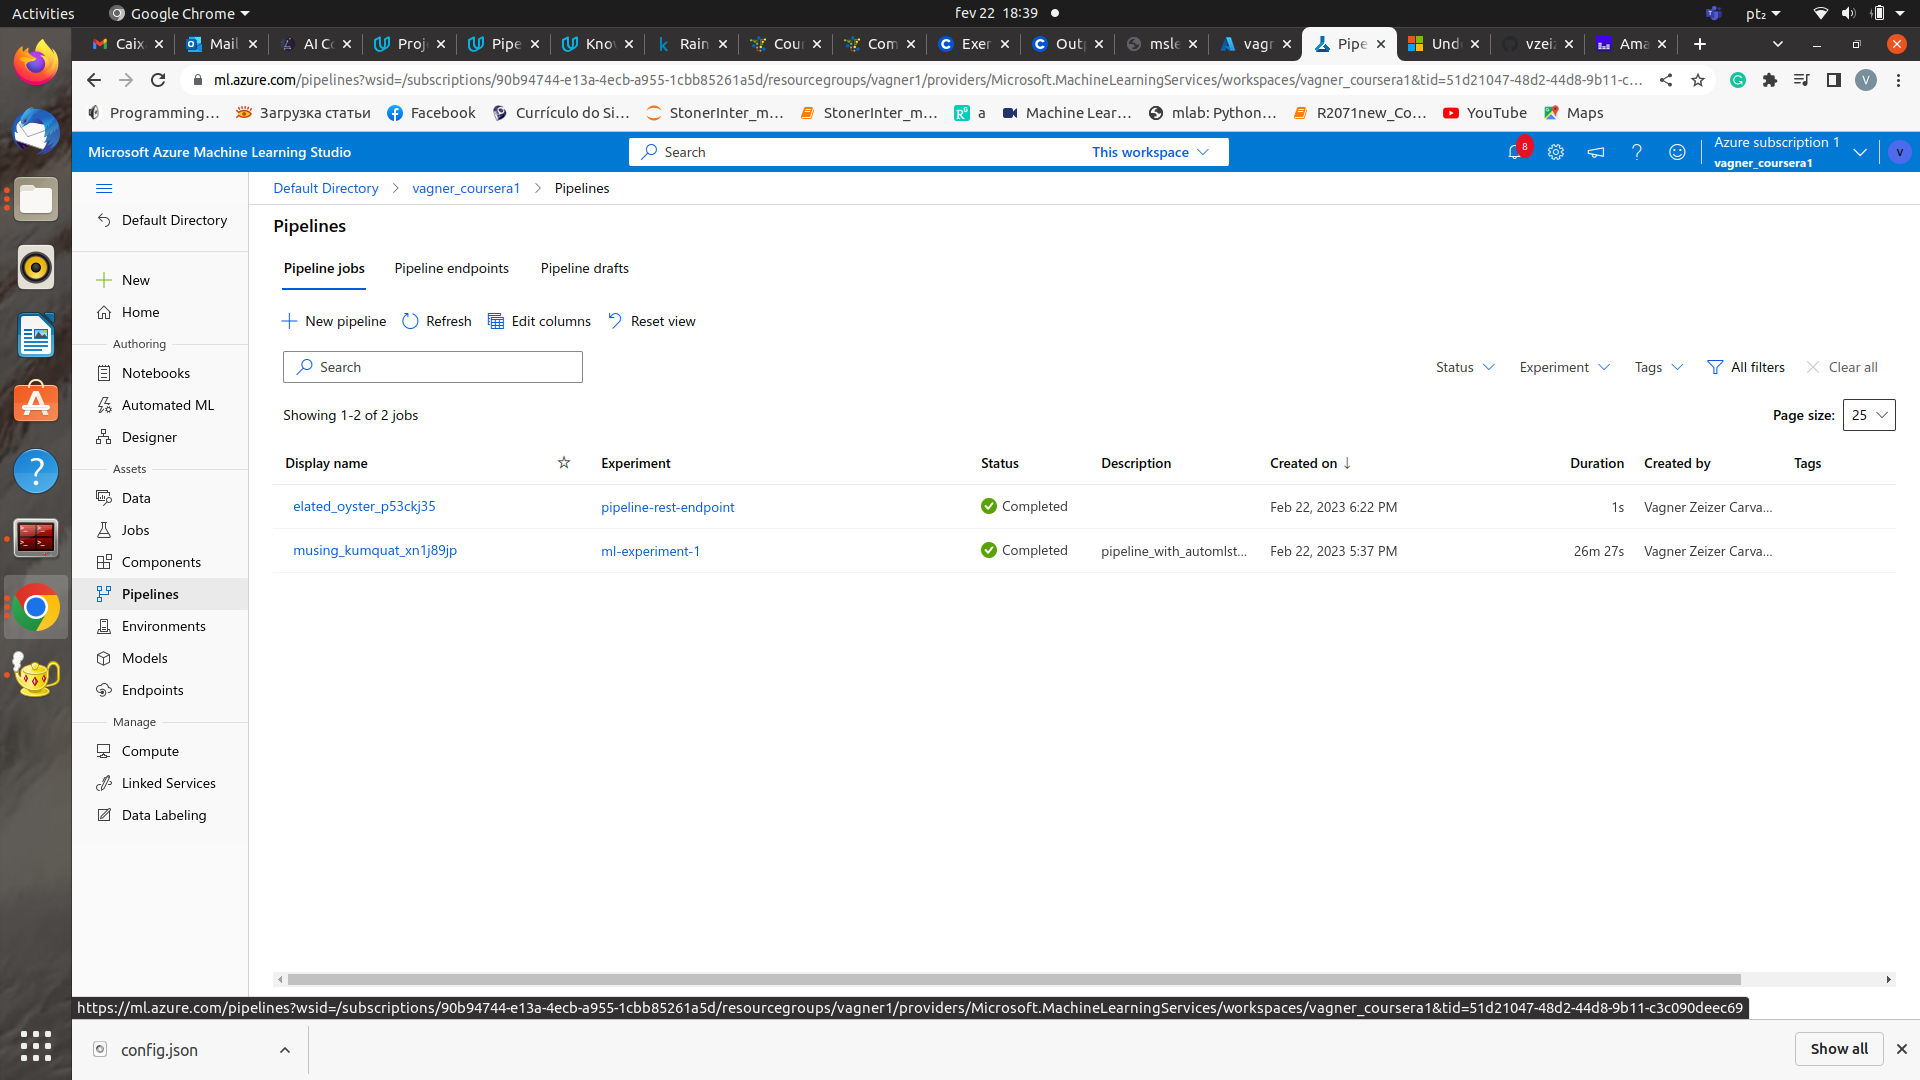 Activities
Google Chrome
fev 22 18:39
pt₂
Caix
Mail
AI Co
Proj
Pipe
Knov
Rain
Cour
Com
Exer
Outp
msle
vagn
Pipe
Unde
vzeiz
Ama
ml.azure.com/pipelines?wsid=/subscriptions/90b94744-e13a-4ecb-a955-1cbb85261a5d/resourcegroups/vagner1/providers/Microsoft.MachineLearningServices/workspaces/vagner_coursera1&tid=51d21047-48d2-44d8-9b11-c...
V
Programming...
Загрузка статьи
Facebook
Currículo do Si...
StonerInter_m...
StonerInter_m...
a
Machine Lear...
mlab: Python...
R2071new_Co...
YouTube
Maps
Microsoft Azure Machine Learning Studio
Search
This workspace
8
Azure subscription 1
vagner_coursera1
V
Default Directory
vagner_coursera1
Pipelines
Default Directory
New
Home
Authoring
Notebooks
Automated ML
Designer
Assets
Data
Jobs
Components
Pipelines
Environments
Models
Endpoints
Manage
Compute
Linked Services
Data Labeling
Pipelines
Pipeline jobs
Pipeline endpoints
Pipeline drafts
New pipeline
Refresh
Edit columns
Reset view
Search
Status
Experiment
Tags
All filters
Clear all
Showing 1-2 of 2 jobs
Page size:
25
Display name
Experiment
Status
Description
Created on
Duration
Created by
Tags
elated_oyster_p53ckj35
pipeline-rest-endpoint
Completed
Feb 22, 2023 6:22 PM
1s
Vagner Zeizer Carva...
musing_kumquat_xn1j89jp
ml-experiment-1
Completed
pipeline_with_automlst...
Feb 22, 2023 5:37 PM
26m 27s
Vagner Zeizer Carva...
https://ml.azure.com/pipelines?wsid=/subscriptions/90b94744-e13a-4ecb-a955-1cbb85261a5d/resourcegroups/vagner1/providers/Microsoft.MachineLearningServices/workspaces/vagner_coursera1&tid=51d21047-48d2-44d8-9b11-c3c090deec69
config.json
Show all